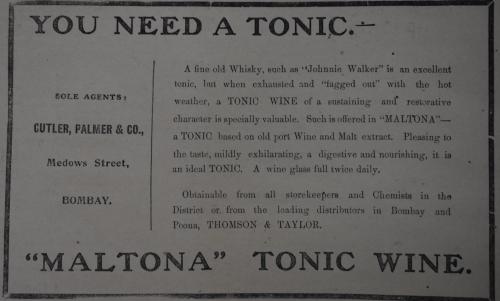 YOU NEED A TONIC.—
SOLE AGENTS:
CUTLER, PALMER & CO.,
Medows Street,
BOMBAY.
A fine old Whisky, such as "Johnnie Walker" is an excellent
tonic, but when exhausted and "fagged out" with the hot
weather, a TONIC WINE of a sustaining and restorative
character is specially valuable. Such is offered in "MALTONA"—
a TONIC based on old port Wine and Malt extract. Pleasing to
the taste, mildly exhilarating, a digestive and nourishing, it is
an ideal TONIC. A wine glass full twice daily.
Obtainable from all storekeepers and Chemists in the
District or from the loading distributors in Bombay and
Poona, THOMSON & TAYLOR.
"MALTONA" TONIC WINE.